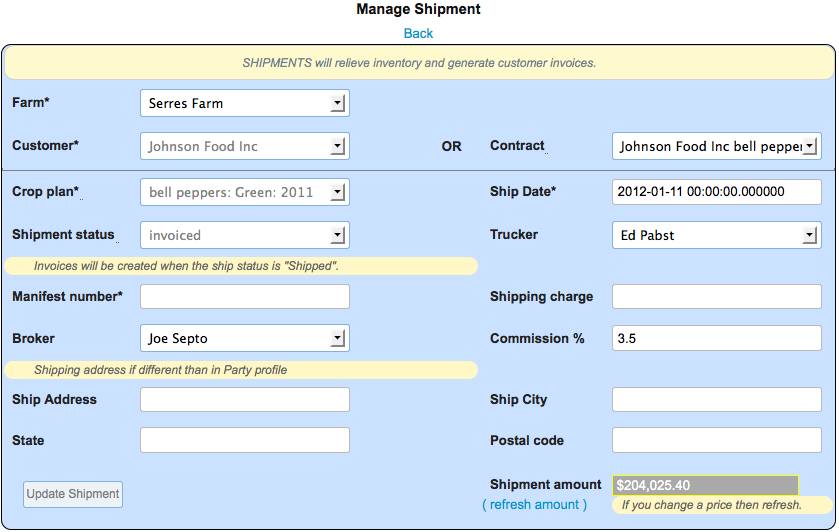 Manage Shipment
Back
SHIPMENTS will relieve inventory and generate customer invoices.
Farm* Serres Farm
Customer* Johnson Food Inc OR Contract Johnson Food Inc bell pepper
Crop plan* bell peppers: Green: 2011 Ship Date* 2012-01-11 00:00:00.000000
Shipment status invoiced Trucker Ed Pabst
Invoices will be created when the ship status is "Shipped".
Manifest number* Shipping charge
Broker Joe Septo Commission % 3.5
Shipping address if different than in Party profile
Ship Address Ship City
State Postal code
Update Shipment Shipment amount $204,025.40
( refresh amount ) If you change a price then refresh.